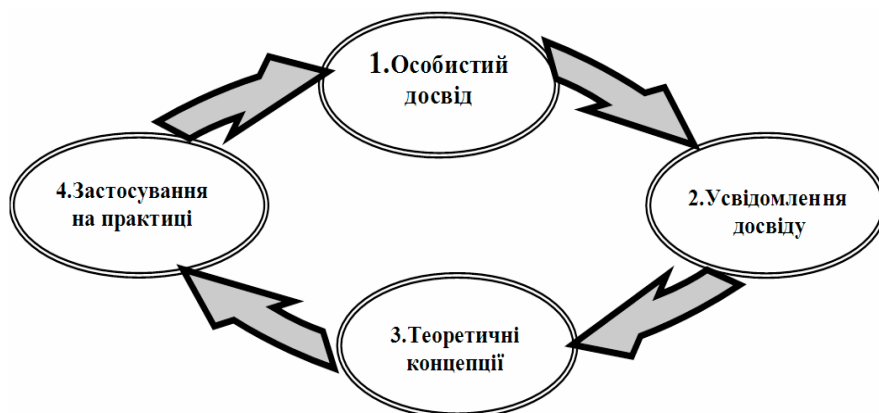 1.Особистий
досвід
2.Усвідомлення
досвіду
3.Теоретичні
концепції
4.Застосування
на практиці